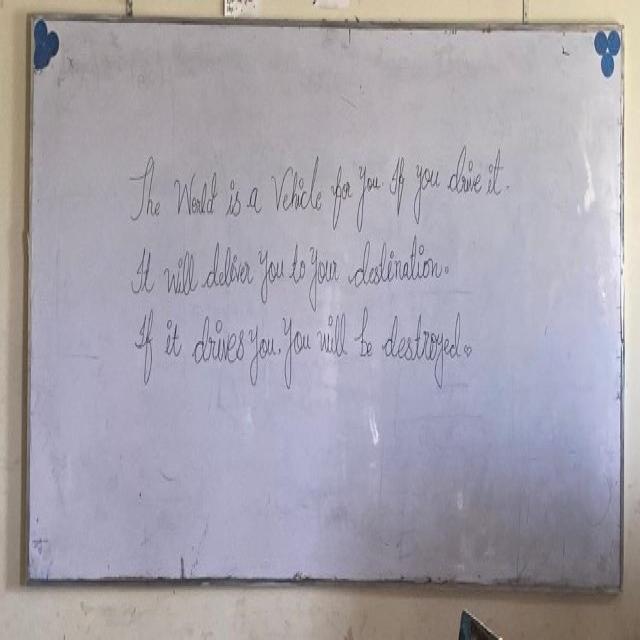 The World is a Vehicle for you. If you drive it.
It will deliver you to your destination.
If it drives you. You will be destroyed.